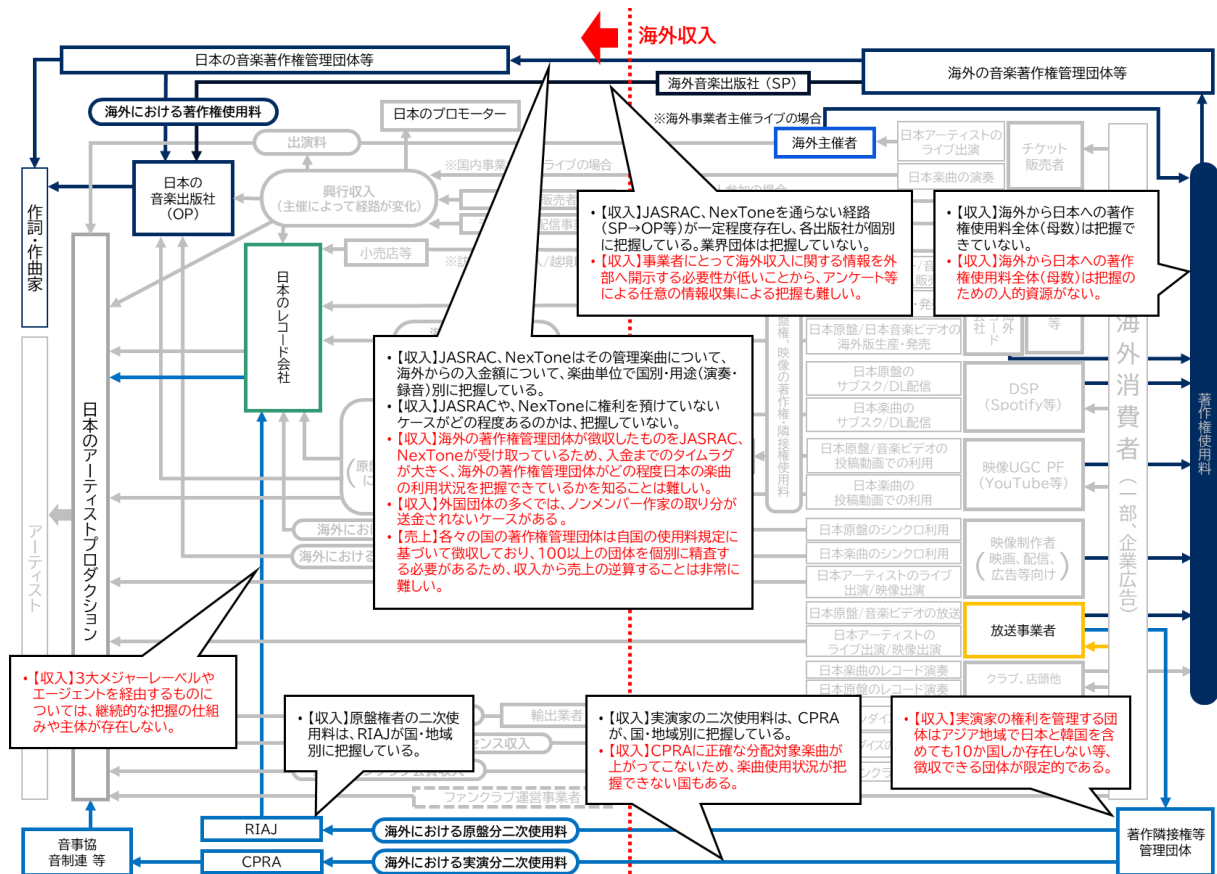 海外収入
日本の音楽著作権管理団体等
海外の音楽著作権管理団体等
海外音楽出版社（SP）
海外における著作権使用料
日本のプロモーター
※海外事業者主催ライブの場合
出演料
海外主催者
日本アーティストの
ライブ出演
チケット
販売者
日本の
音楽出版社
（OP）
※国内事業
ライブの場合
日本楽曲の演奏
興行収入
（主催によって経路が変化）
参加の場合
販売者
配信事業
作詞・作曲家
小売店等
日本のレコード会社
・【収入】JASRAC、NexToneを通らない経路
（SP→OP等）が一定程度存在し、各出版社が個別
に把握している。業界団体は把握していない。
・【収入】事業者にとって海外収入に関する情報を外
部へ開示する必要性が低いことから、アンケート等
による任意の情報収集による把握も難しい。
・【収入】海外から日本への著作
権使用料全体（母数）は把握で
きていない。
・【収入】海外から日本への著作
権使用料全体（母数）は把握の
ための人的資源がない。
・【収入】JASRAC、NexToneはその管理楽曲について、
海外からの入金額について、楽曲単位で国別・用途（演奏・
録音）別に把握している。
・【収入】JASRACや、NexToneに権利を預けていない
ケースがどの程度あるのかは、把握していない。
・【収入】海外の著作権管理団体が徴収したものをJASRAC、
NexToneが受け取っているため、入金までのタイムラグ
が大きく、海外の著作権管理団体がどの程度日本の楽曲
の利用状況を把握できているかを知ることは難しい。
・【収入】外国団体の多くでは、ノンメンバー作家の取り分が
送金されないケースがある。
・【売上】各々の国の著作権管理団体は自国の使用料規定に
基づいて徴収しており、100以上の団体を個別に精査す
る必要があるため、収入から売上の逆算することは非常に
難しい。
日本原盤/日本音楽ビデオの
海外版生産・発売
日本原盤の
サブスク/DL配信
日本楽曲の
サブスク/DL配信
DSP
（Spotify等）
日本原盤/音楽ビデオの
投稿動画での利用
日本楽曲の
投稿動画での利用
映像UGC PF
（YouTube等）
日本原盤のシンクロ利用
日本楽曲のシンクロ利用
日本アーティストのライブ
出演/映像出演
映像制作者
（映画、配信、
広告等向け）
日本原盤/音楽ビデオの放送
日本アーティストの
ライブ出演/映像出演
放送事業者
日本楽曲のレコード演奏
日本原盤のレコード演奏
クラブ、店頭他
海外消費者（一部、企業広告）
著作権使用料
盤権、映像の著作権・隣接権使用料
アーティスト
日本のアーティストプロダクション
海外にお
海外における
・【収入】3大メジャーレーベルや
エージェントを経由するものに
ついては、継続的な把握の仕組
みや主体が存在しない。
・【収入】原盤権者の二次使
用料は、RIAJが国・地域
別に把握している。
輸出業者
センス収入
ファンクラブ運営事業者
・【収入】実演家の二次使用料は、CPRA
が、国・地域別に把握している。
・【収入】CPRAに正確な分配対象楽曲が
上がってこないため、楽曲使用状況が把
握できない国もある。
・【収入】実演家の権利を管理する団
体はアジア地域で日本と韓国を含
めても10か国しか存在しない等、
徴収できる団体が限定的である。
音事協
音制連 等
RIAJ
海外における原盤分二次使用料
CPRA
海外における実演分二次使用料
著作隣接権等
管理団体